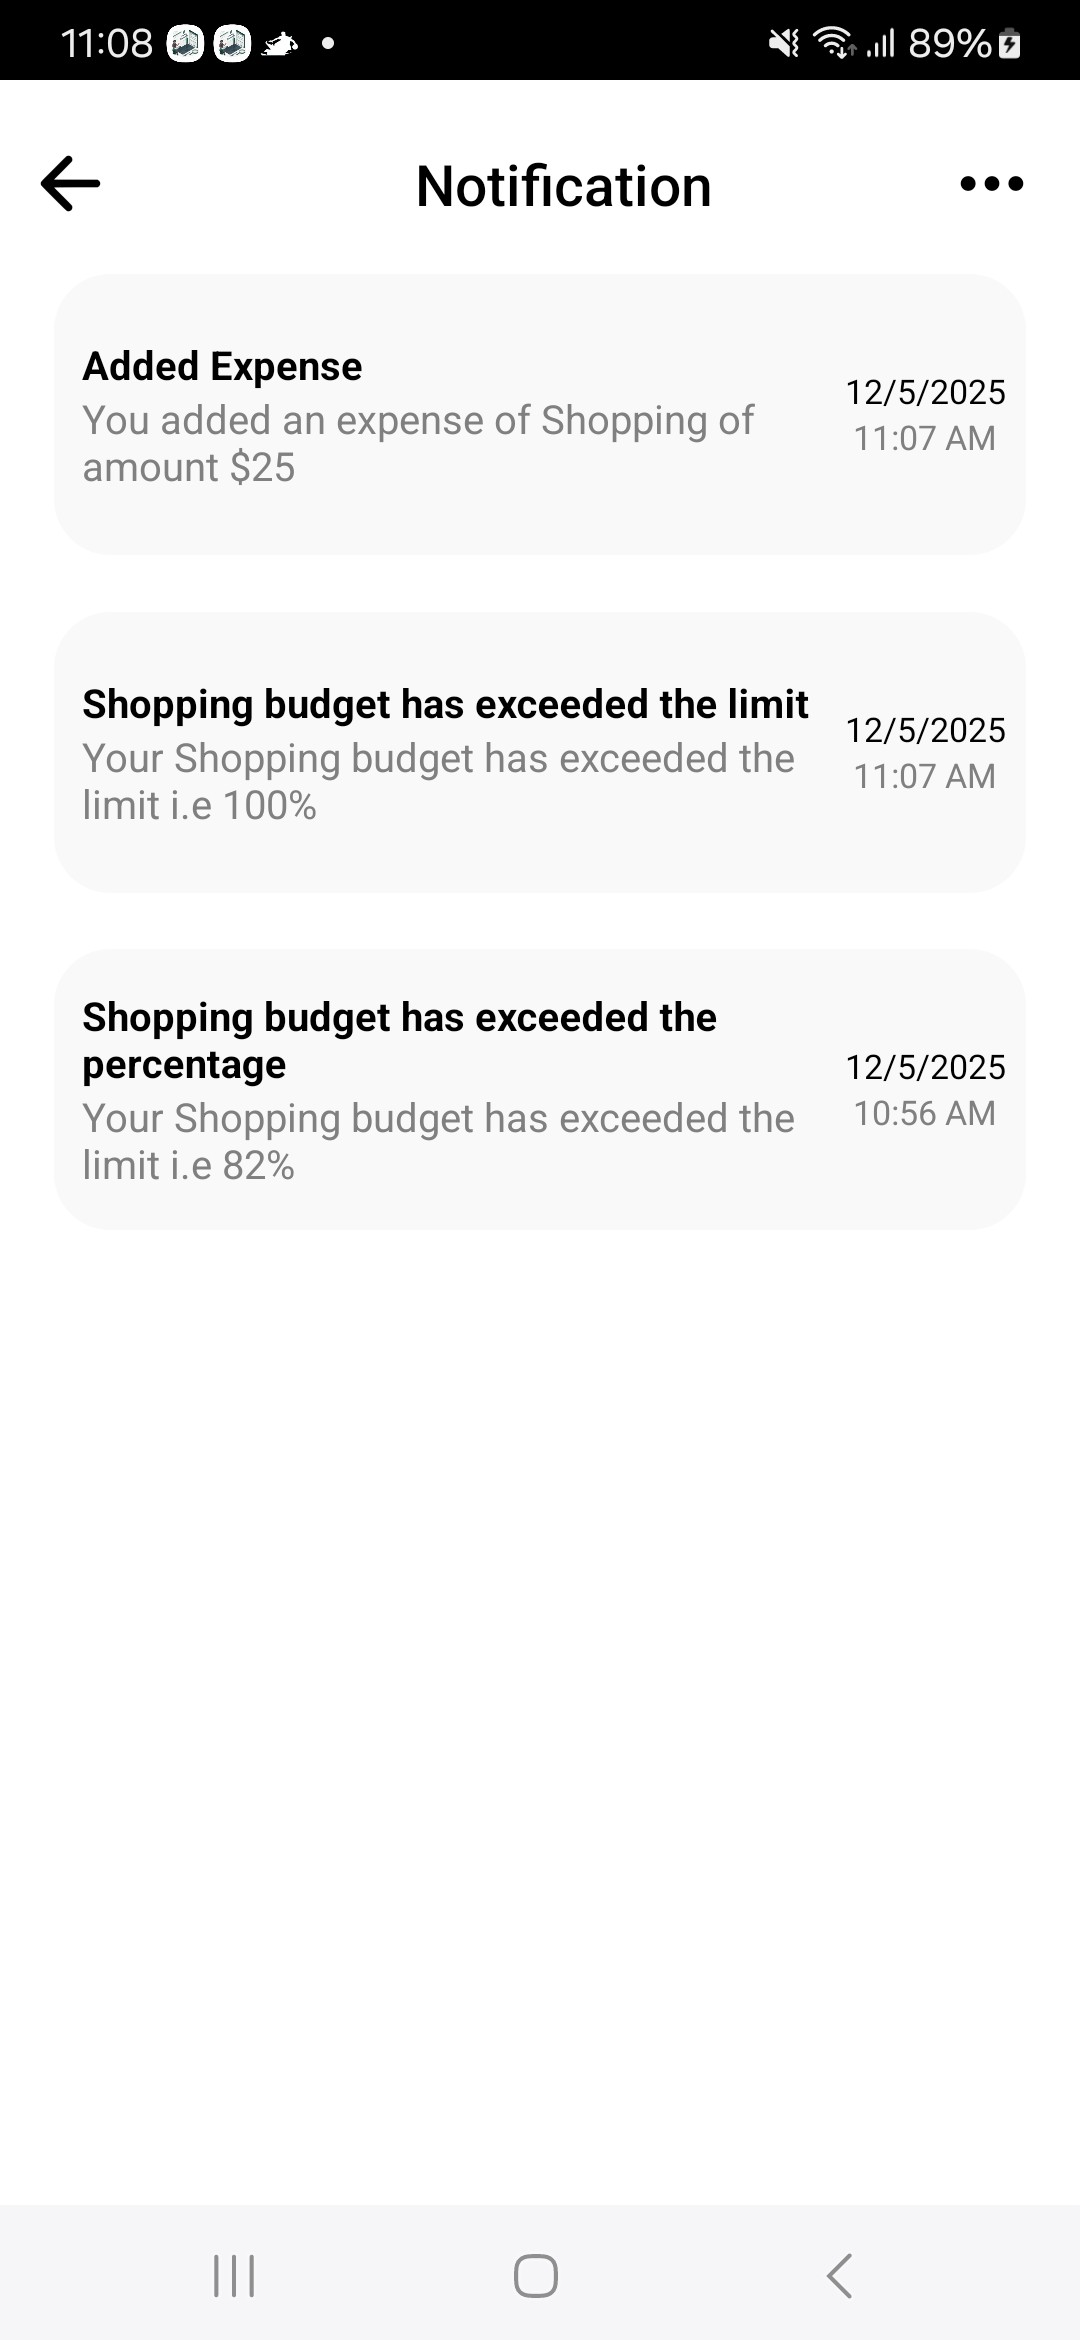 11:08
89%
Notification
Added Expense
You added an expense of Shopping of
amount $25
12/5/2025
11:07 AM
Shopping budget has exceeded the limit
Your Shopping budget has exceeded the
limit i.e 100%
12/5/2025
11:07 AM
Shopping budget has exceeded the
percentage
Your Shopping budget has exceeded the
limit i.e 82%
12/5/2025
10:56 AM